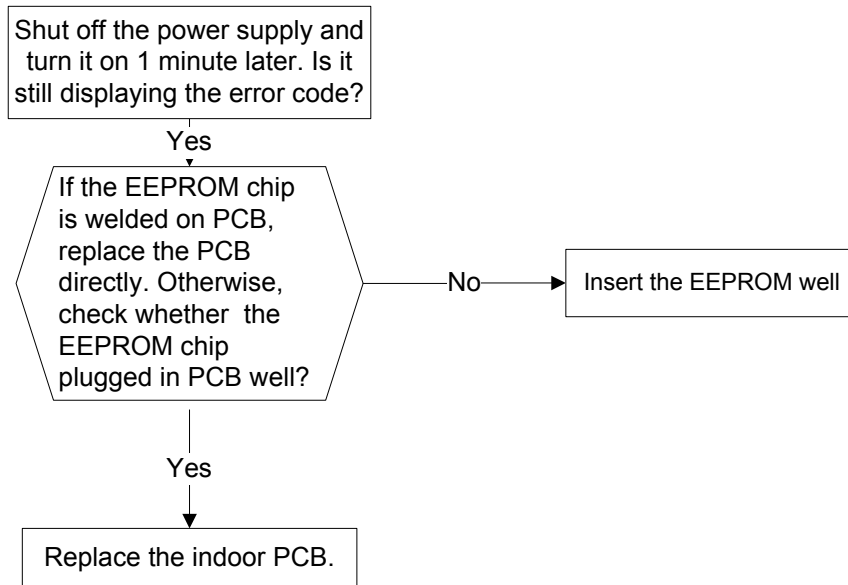 Shut off the power supply and
turn it on 1 minute later. Is it
still displaying the error code?
Yes
If the EEPROM chip
is welded on PCB,
replace the PCB
directly. Otherwise,
check whether  the
EEPROM chip
plugged in PCB well?
No
Insert the EEPROM well
Yes
Replace the indoor PCB.